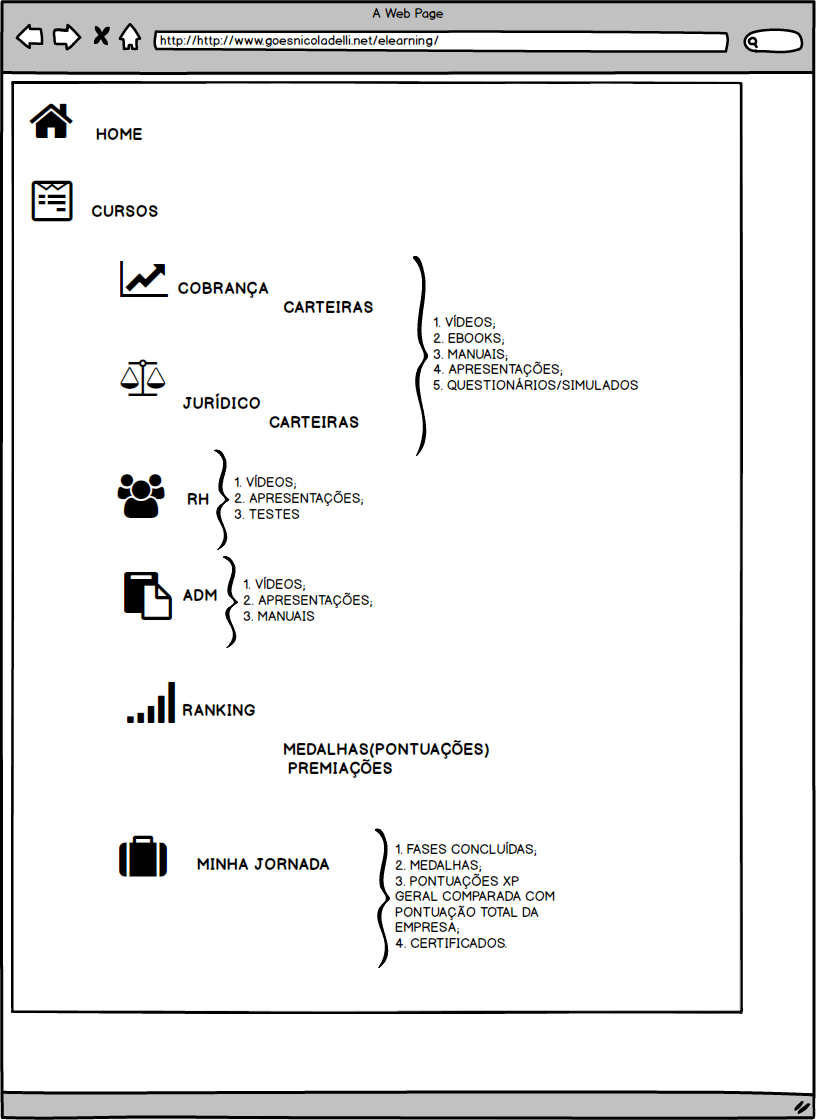 A Web Page
http://http://www.goesnicoladelli.net/elearning/
HOME
CURSOS
COBRANÇA
CARTEIRAS
1. VÍDEOS;
2. EBOOKS;
3. MANUAIS;
4. APRESENTAÇÕES;
5. QUESTIONÁRIOS/SIMULADOS
JURÍDICO
CARTEIRAS
RH
1. VÍDEOS;
2. APRESENTAÇÕES;
3. TESTES
ADM
1. VÍDEOS;
2. APRESENTAÇÕES;
3. MANUAIS
RANKING
MEDALHAS(PONTUAÇÕES)
PREMIAÇÕES
MINHA JORNADA
1. FASES CONCLUÍDAS;
2. MEDALHAS;
3. PONTUAÇÕES XP
GERAL COMPARADA COM
PONTUAÇÃO TOTAL DA
EMPRESA;
4. CERTIFICADOS.